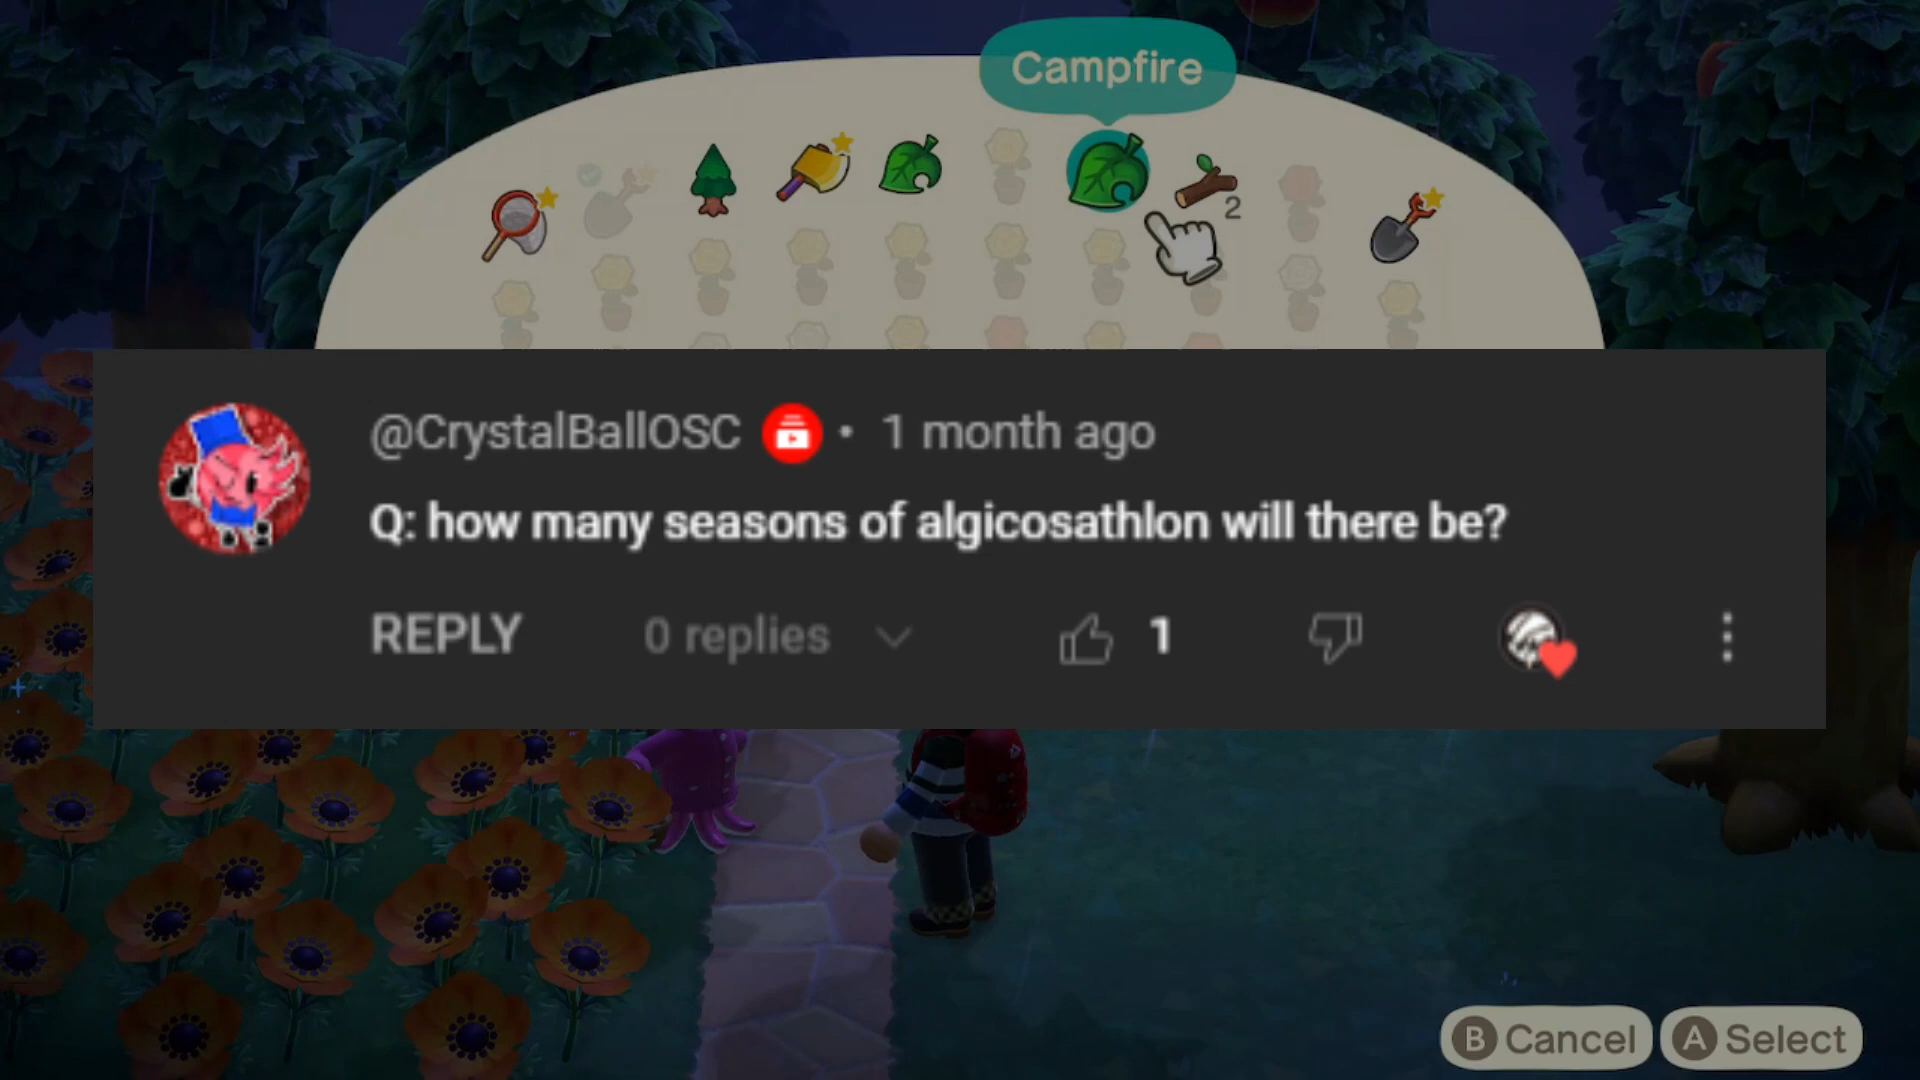 Campfire
2
@CrystalBallOSC • 1 month ago
Q: how many seasons of algicosathlon will there be?
REPLY 0 replies 1
B Cancel A Select